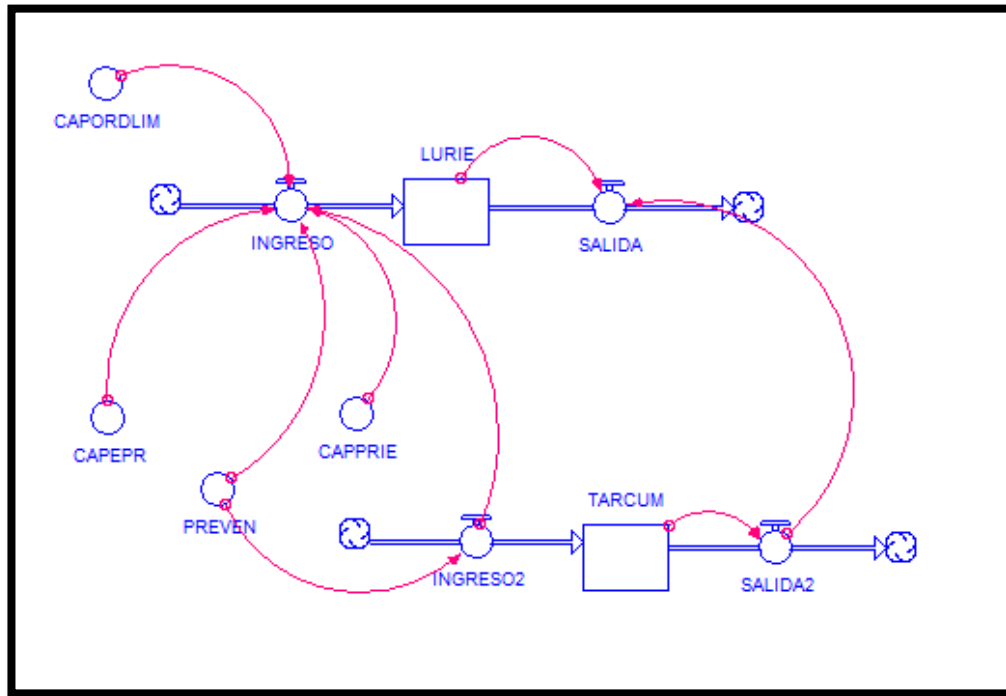 CAPORDLIM
LURIE
INGRESO
SALIDA
CAPEPR
CAPPRIE
PREVEN
TARCUM
INGRESO2
SALIDA2